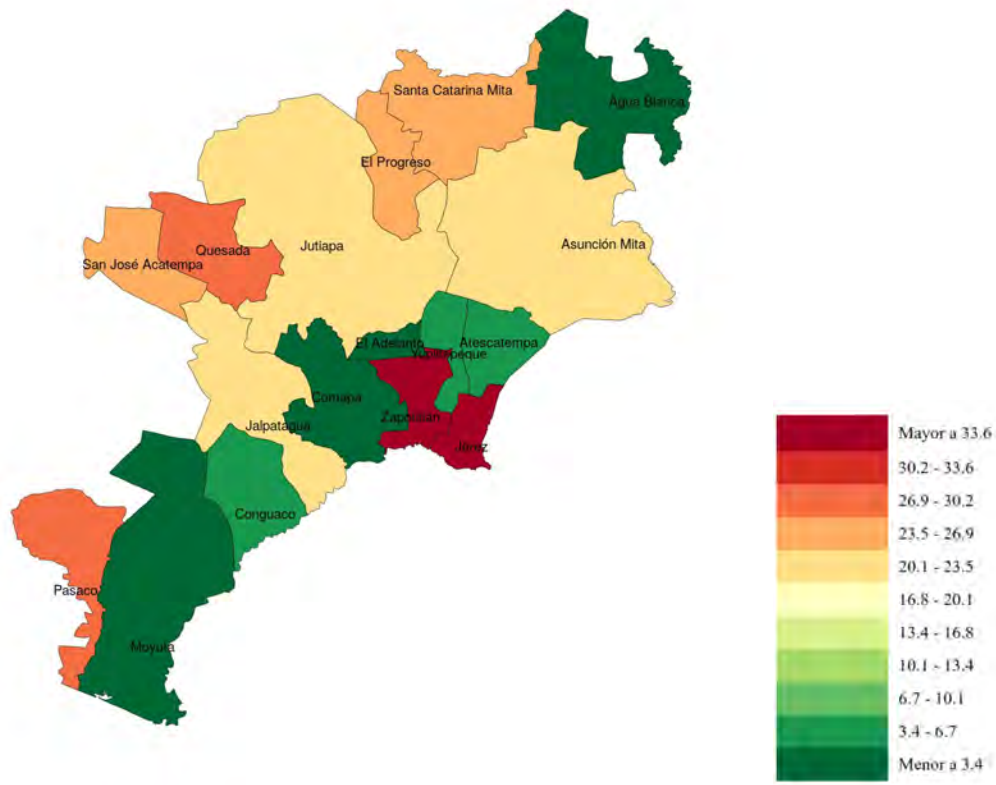 Santa Catarina Mita
Agua Blanca
El Progreso
Quesada
Jutiapa
Asunción Mita
San José Acatempa
El Adelanto
Atescatempa
Yupiltepeque
Comapa
Zapotitlán
Jalpatagua
Jerez
Conguaco
Pasaco
Moyuta
Mayor a 33.6
30.2 - 33.6
26.9 - 30.2
23.5 - 26.9
20.1 - 23.5
16.8 - 20.1
13.4 - 16.8
10.1 - 13.4
6.7 - 10.1
3.4 - 6.7
Menor a 3.4